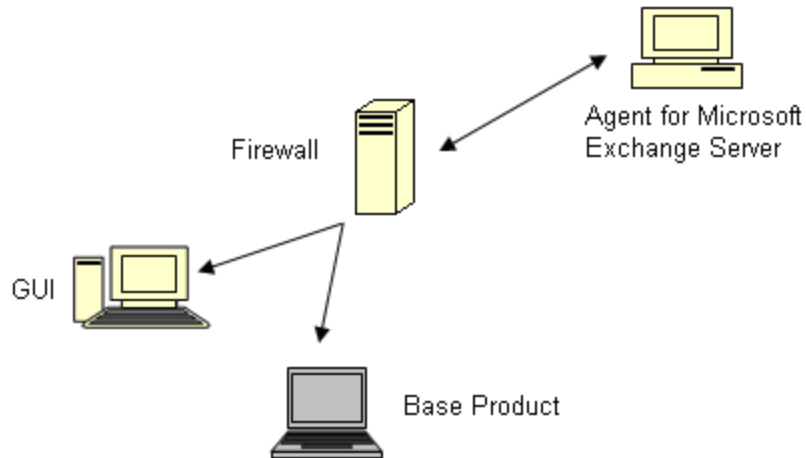 Agent for Microsoft
Exchange Server
Firewall
GUI
Base Product